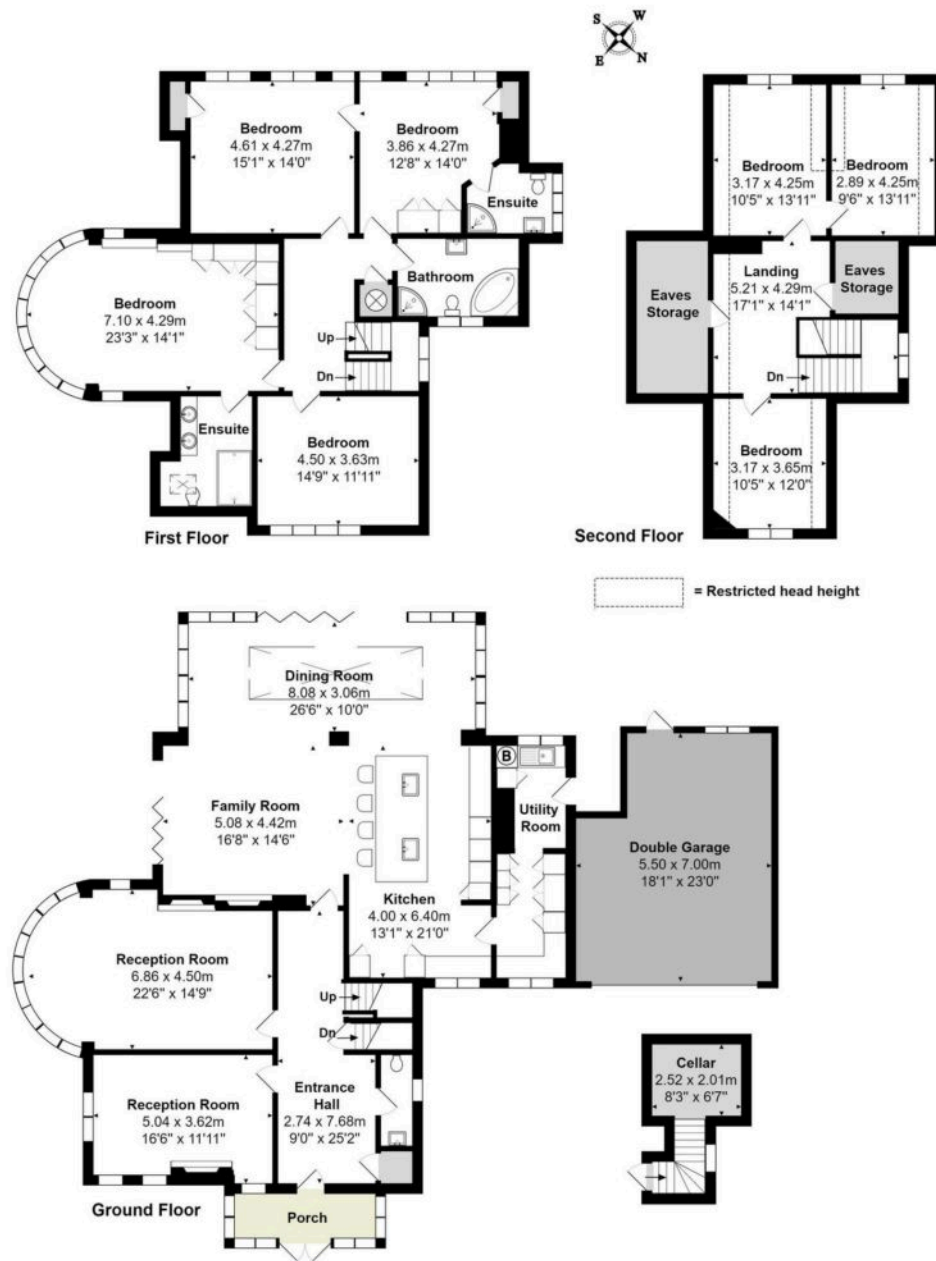 S W
E N
Bedroom
4.61 x 4.27m
15'1" x 14'0"
Bedroom
3.86 x 4.27m
12'8" x 14'0"
Ensuite
Bathroom
Bedroom
7.10 x 4.29m
23'3" x 14'1"
Up
Dn
Ensuite
Bedroom
4.50 x 3.63m
14'9" x 11'11"
First Floor
Bedroom
3.17 x 4.25m
10'5" x 13'11"
Bedroom
2.89 x 4.25m
9'6" x 13'11"
Landing
5.21 x 4.29m
17'1" x 14'1"
Eaves
Storage
Eaves
Storage
Dn
Bedroom
3.17 x 3.65m
10'5" x 12'0"
Second Floor
= Restricted head height
Dining Room
8.08 x 3.06m
26'6" x 10'0"
Family Room
5.08 x 4.42m
16'8" x 14'6"
Kitchen
4.00 x 6.40m
13'1" x 21'0"
B
Utility
Room
Double Garage
5.50 x 7.00m
18'1" x 23'0"
Reception Room
6.86 x 4.50m
22'6" x 14'9"
Up
Dn
Reception Room
5.04 x 3.62m
16'6" x 11'11"
Entrance
Hall
2.74 x 7.68m
9'0" x 25'2"
Cellar
2.52 x 2.01m
8'3" x 6'7"
Ground Floor
Porch